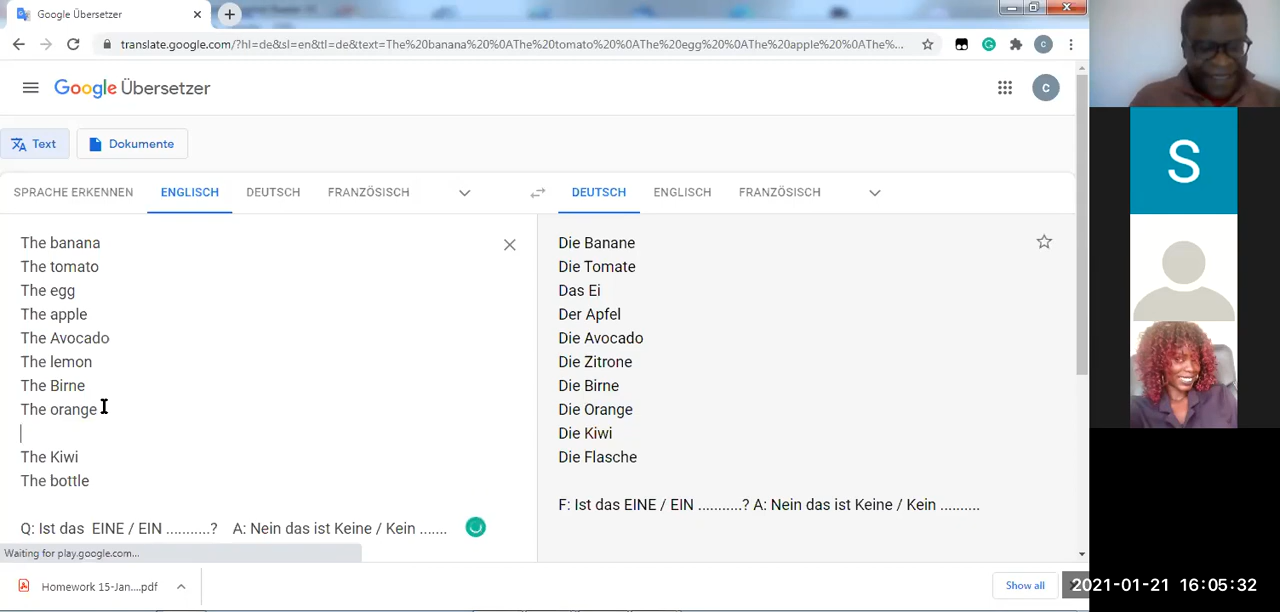 Google Übersetzer
translate.google.com/?hl=de&sl=en&tl=de&text=The%20banana%20%0AThe%20tomato%20%0AThe%20egg%20%0AThe%20apple%20%0AThe%20Avocado%20%0AThe%...
C
Google Übersetzer
C
Text
Dokumente
SPRACHE ERKENNEN ENGLISCH DEUTSCH FRANZÖSISCH
DEUTSCH ENGLISCH FRANZÖSISCH
The banana
The tomato
The egg
The apple
The Avocado
The lemon
The Birne
The orange
The Kiwi
The bottle
Q: Ist das EINE / EIN ...........? A: Nein das ist Keine / Kein .......
Die Banane
Die Tomate
Das Ei
Der Apfel
Die Avocado
Die Zitrone
Die Birne
Die Orange
Die Kiwi
Die Flasche
F: Ist das EINE / EIN ...........? A: Nein das ist Keine / Kein ..........
Waiting for play.google.com...
Homework 15-Jan....pdf
Show all
S
2021-01-21 16:05:32